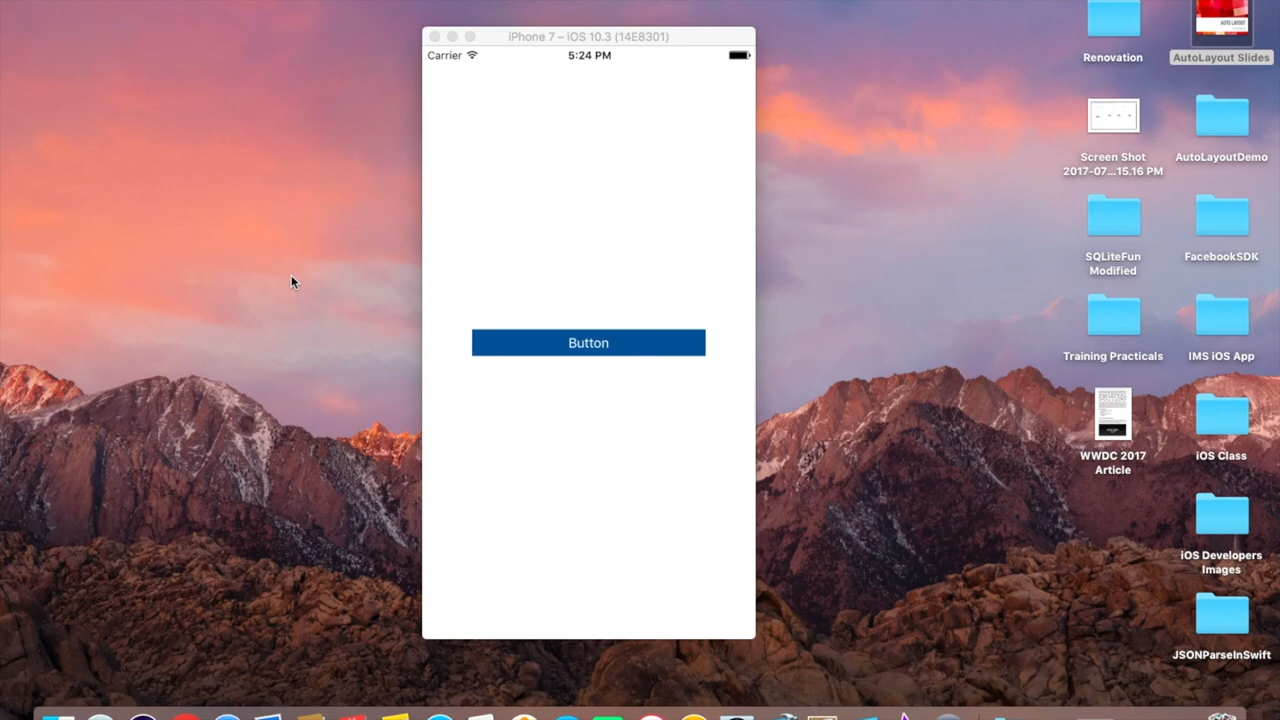 iPhone 7 – iOS 10.3 (14E8301)
Carrier
5:24 PM
Button
Renovation
AUTO LAYOUT
AutoLayout Slides
Screen Shot
2017-07...15.16 PM
AutoLayoutDemo
SQLiteFun
Modified
FacebookSDK
Training Practicals
IMS iOS App
WWDC 2017
Article
iOS Class
iOS Developers
Images
JSONParseInSwift